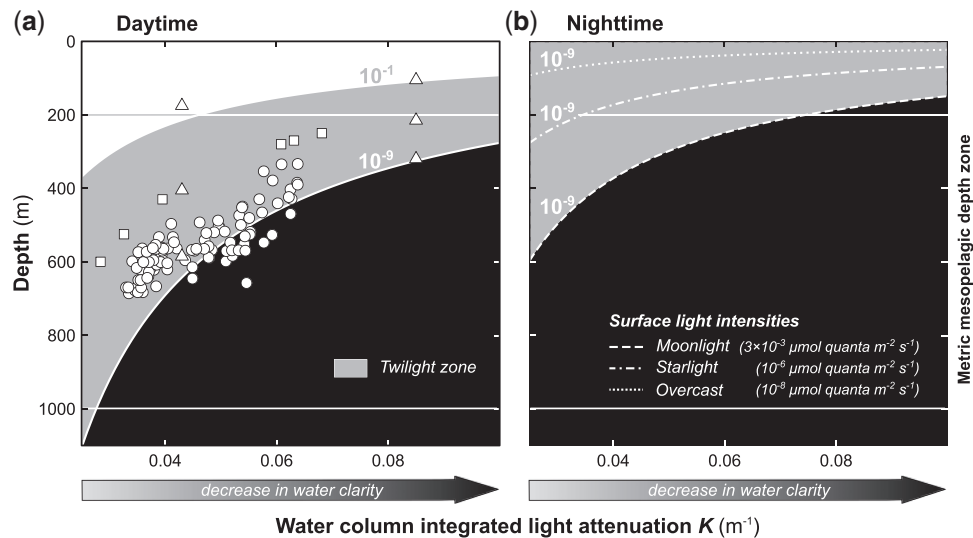 (a) Daytime
(b) Nighttime
0
200
400
600
800
1000
Depth (m)
10⁻¹
10⁻⁹
Twilight zone
0.04
0.06
0.08
decrease in water clarity
10⁻⁹
10⁻⁹
10⁻⁹
Surface light intensities
Moonlight (3×10⁻³ µmol quanta m⁻² s⁻¹)
Starlight (10⁻⁶ µmol quanta m⁻² s⁻¹)
Overcast (10⁻⁸ µmol quanta m⁻² s⁻¹)
0.04
0.06
0.08
decrease in water clarity
Metric mesopelagic depth zone
Water column integrated light attenuation K (m⁻¹)